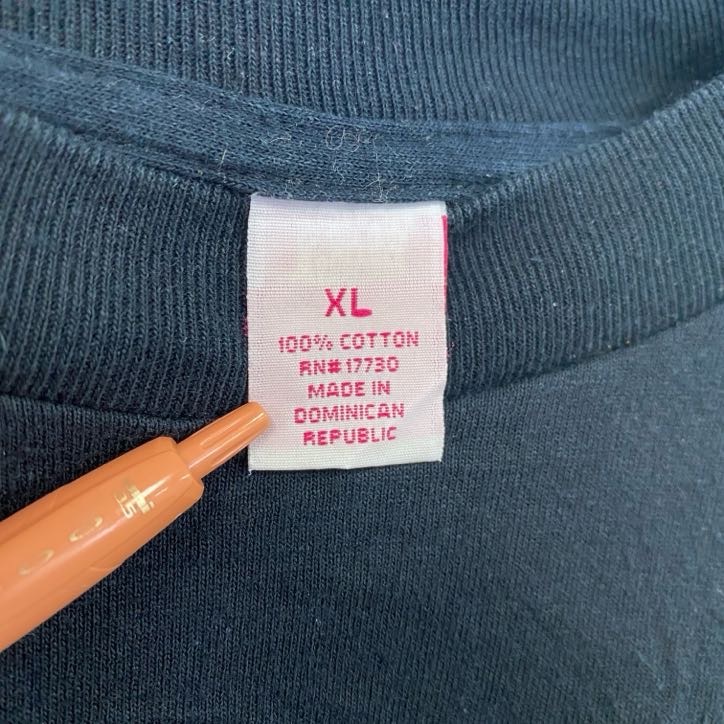 XL
100% COTTON
RN# 17730
MADE IN
DOMINICAN
REPUBLIC